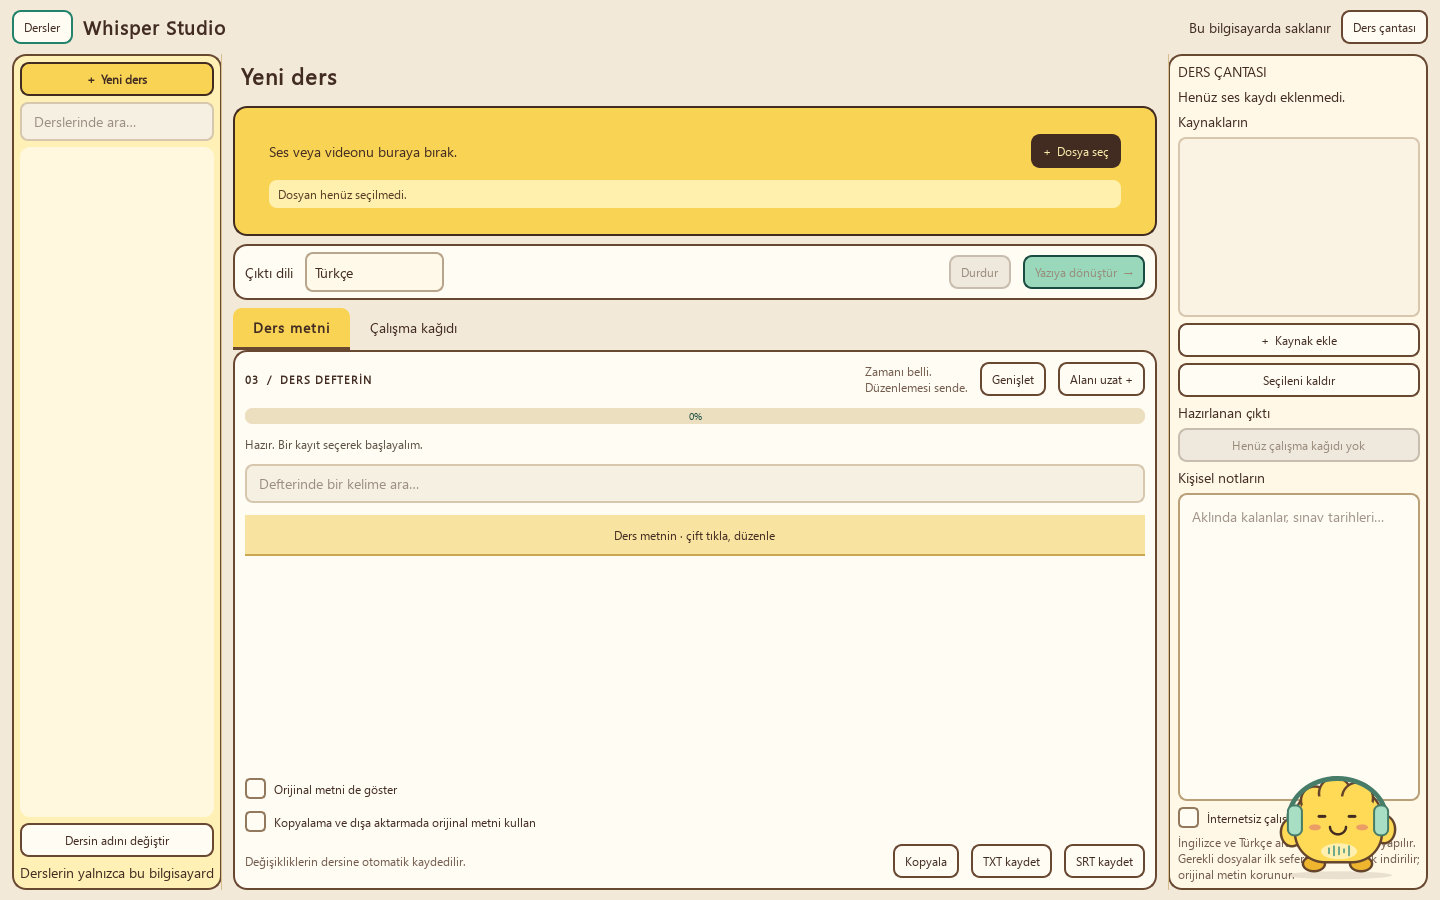 Dersler
Whisper Studio
Bu bilgisayarda saklanır
Ders çantası
+ Yeni ders
Derslerinde ara...
Dersin adını değiştir
Derslerin yalnızca bu bilgisayard
Yeni ders
Ses veya videonu buraya bırak.
+ Dosya seç
Dosyan henüz seçilmedi.
Çıktı dili
Türkçe
Durdur
Yazıya dönüştür →
Ders metni
Çalışma kağıdı
03 / DERS DEFTERİN
Zamanı belli.
Düzenlemesi sende.
Genişlet
Alanı uzat +
0%
Hazır. Bir kayıt seçerek başlayalım.
Defterinde bir kelime ara...
Ders metnin · çift tıkla, düzenle
Orijinal metni de göster
Kopyalama ve dışa aktarmada orijinal metni kullan
Değişikliklerin dersine otomatik kaydedilir.
Kopyala
TXT kaydet
SRT kaydet
DERS ÇANTASI
Henüz ses kaydı eklenmedi.
Kaynakların
+ Kaynak ekle
Seçileni kaldır
Hazırlanan çıktı
Henüz çalışma kağıdı yok
Kişisel notların
Aklında kalanlar, sınav tarihleri...
İnternetsiz çalış
İngilizce ve Türkçe yapılır.
Gerekli dosyalar ilk indirilir;
orijinal metin korunur.